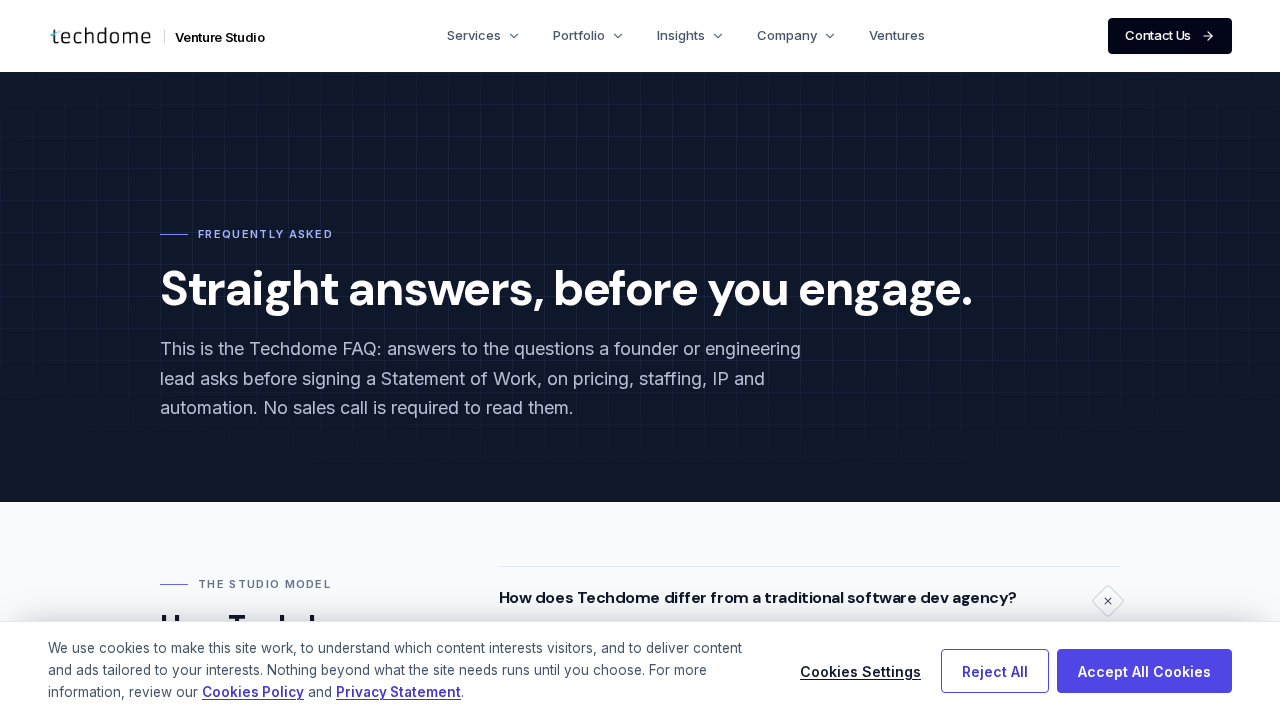 techdome Venture Studio
Services
Portfolio
Insights
Company
Ventures
Contact Us
FREQUENTLY ASKED
Straight answers, before you engage.
This is the Techdome FAQ: answers to the questions a founder or engineering
lead asks before signing a Statement of Work, on pricing, staffing, IP and
automation. No sales call is required to read them.
THE STUDIO MODEL
How does Techdome differ from a traditional software dev agency?
We use cookies to make this site work, to understand which content interests visitors, and to deliver content
and ads tailored to your interests. Nothing beyond what the site needs runs until you choose. For more
information, review our Cookies Policy and Privacy Statement.
Cookies Settings
Reject All
Accept All Cookies